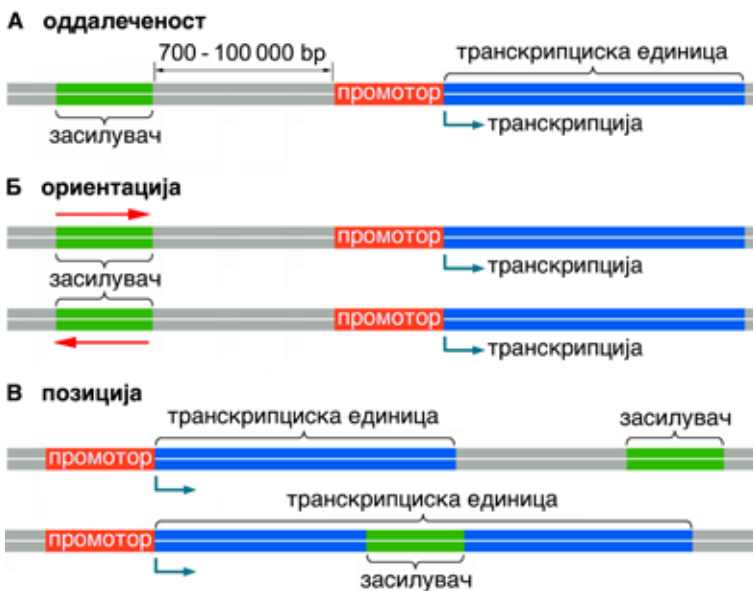 А оддалеченост
700 - 100 000 bp
транскрипциска единица
промотор
засилувач
транскрипција
Б ориентација
промотор
засилувач
транскрипција
промотор
транскрипција
В позиција
транскрипциска единица
засилувач
промотор
транскрипциска единица
промотор
засилувач